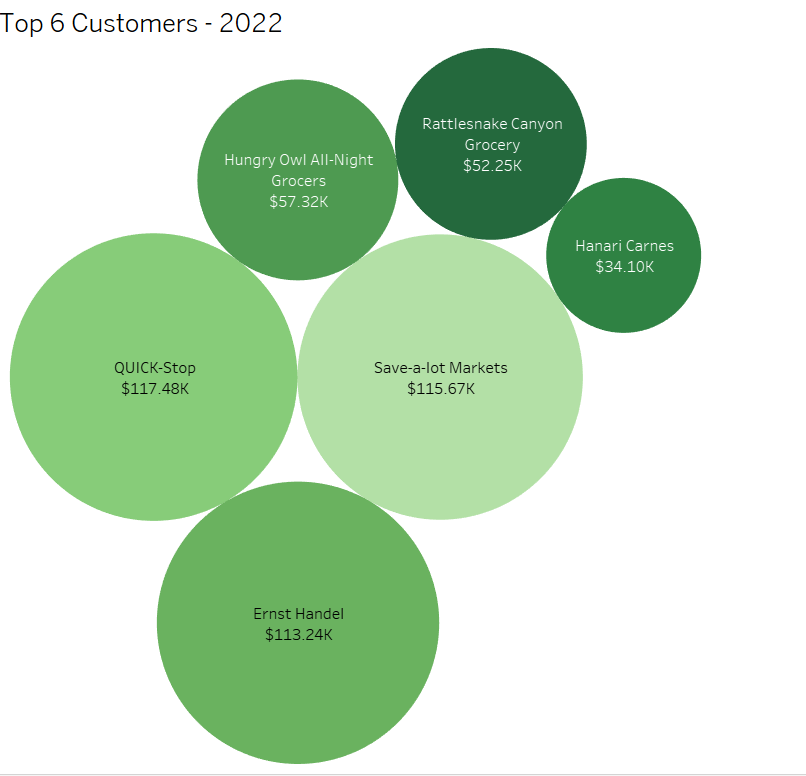 Top 6 Customers - 2022
Rattlesnake Canyon
Grocery
$52.25K
Hungry Owl All-Night
Grocers
$57.32K
Hanari Carnes
$34.10K
QUICK-Stop
$117.48K
Save-a-lot Markets
$115.67K
Ernst Handel
$113.24K